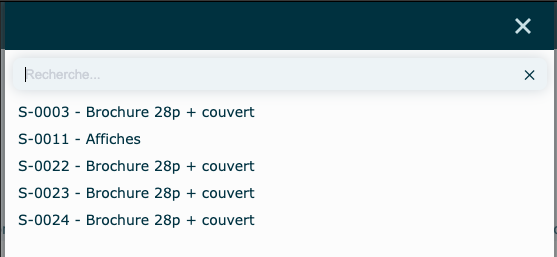 Recherche...
S-0003 - Brochure 28p + couvert
S-0011 - Affiches
S-0022 - Brochure 28p + couvert
S-0023 - Brochure 28p + couvert
S-0024 - Brochure 28p + couvert